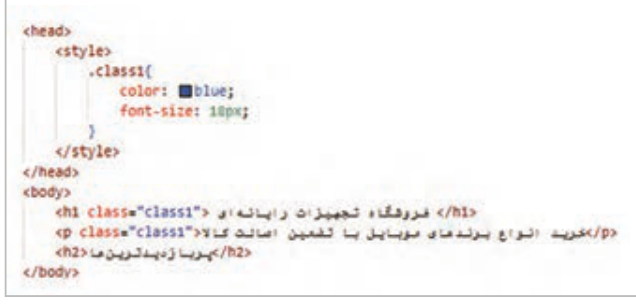 <head>
<style>
.class1{
color: blue;
font-size: 18px;
}
</style>
</head>
<body>
<h1 class="class1"> فروشگاه تجهیزات رایانه‌ای </h1>
<p class="class1">خرید انواع برندهای موبایل با تضمین اصالت کالا</p>
<h2>پربازدیدترین‌ها</h2>
</body>